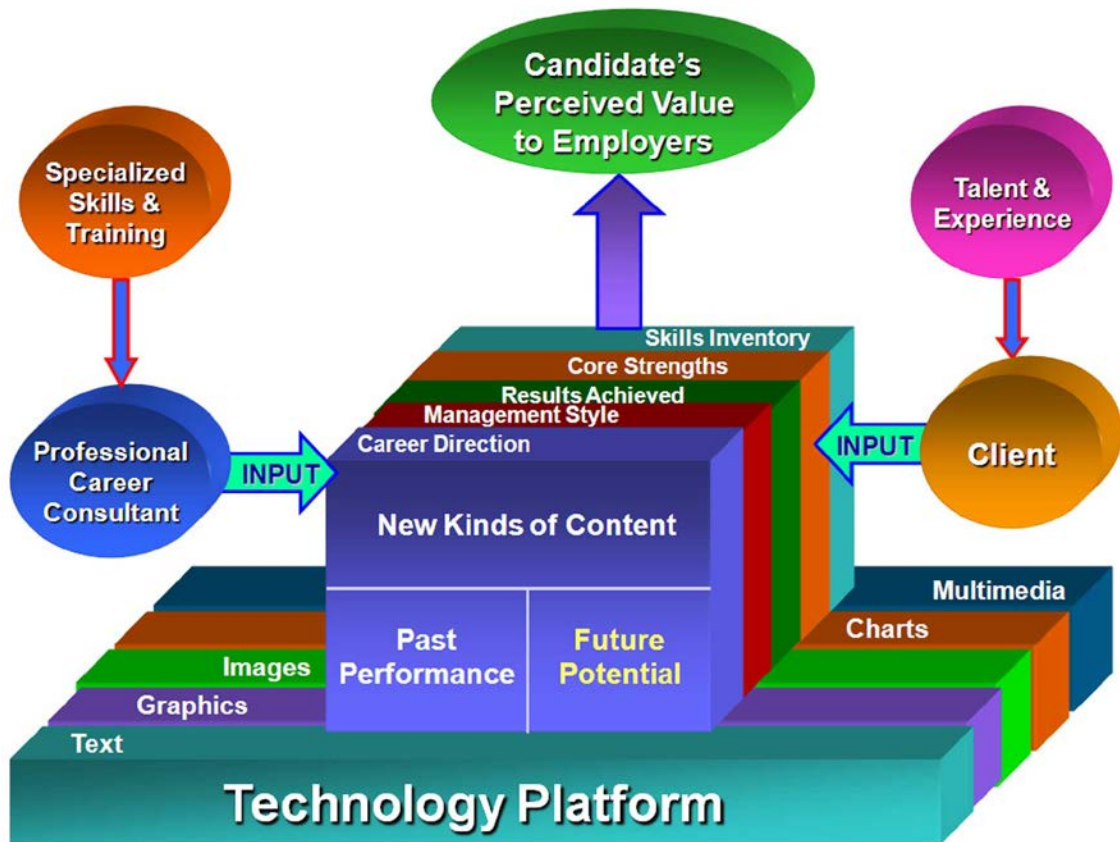 Candidate's
Perceived Value
to Employers
Specialized
Skills &
Training
Talent &
Experience
Skills Inventory
Core Strengths
Results Achieved
Management Style
Career Direction
Professional
Career
Consultant
INPUT
INPUT
Client
New Kinds of Content
Past
Performance
Future
Potential
Multimedia
Charts
Images
Graphics
Text
Technology Platform